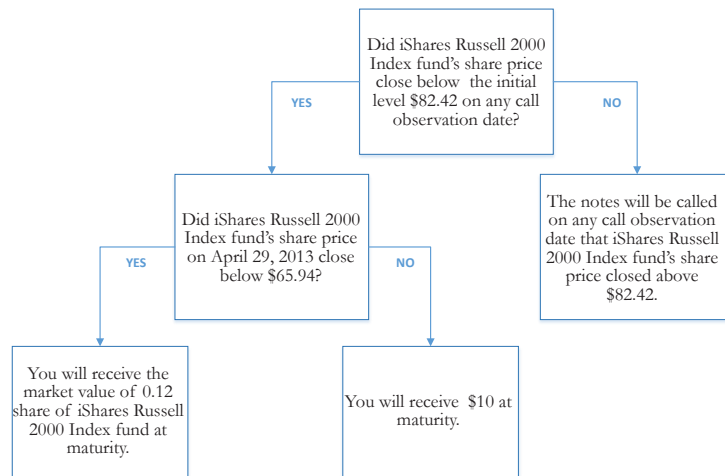 Did iShares Russell 2000
Index fund's share price
close below the initial
level $82.42 on any call
observation date?
YES
NO
Did iShares Russell 2000
Index fund's share price
on April 29, 2013 close
below $65.94?
The notes will be called
on any call observation
date that iShares Russell
2000 Index fund's share
price closed above
$82.42.
YES
NO
You will receive the
market value of 0.12
share of iShares Russell
2000 Index fund at
maturity.
You will receive $10 at
maturity.